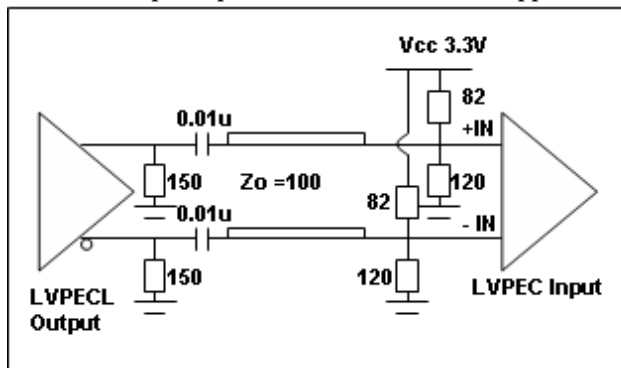 Vcc 3.3V
82
0.01u
+IN
150
Zo =100
120
0.01u
82
- IN
150
120
LVPECL
Output
LVPEC Input